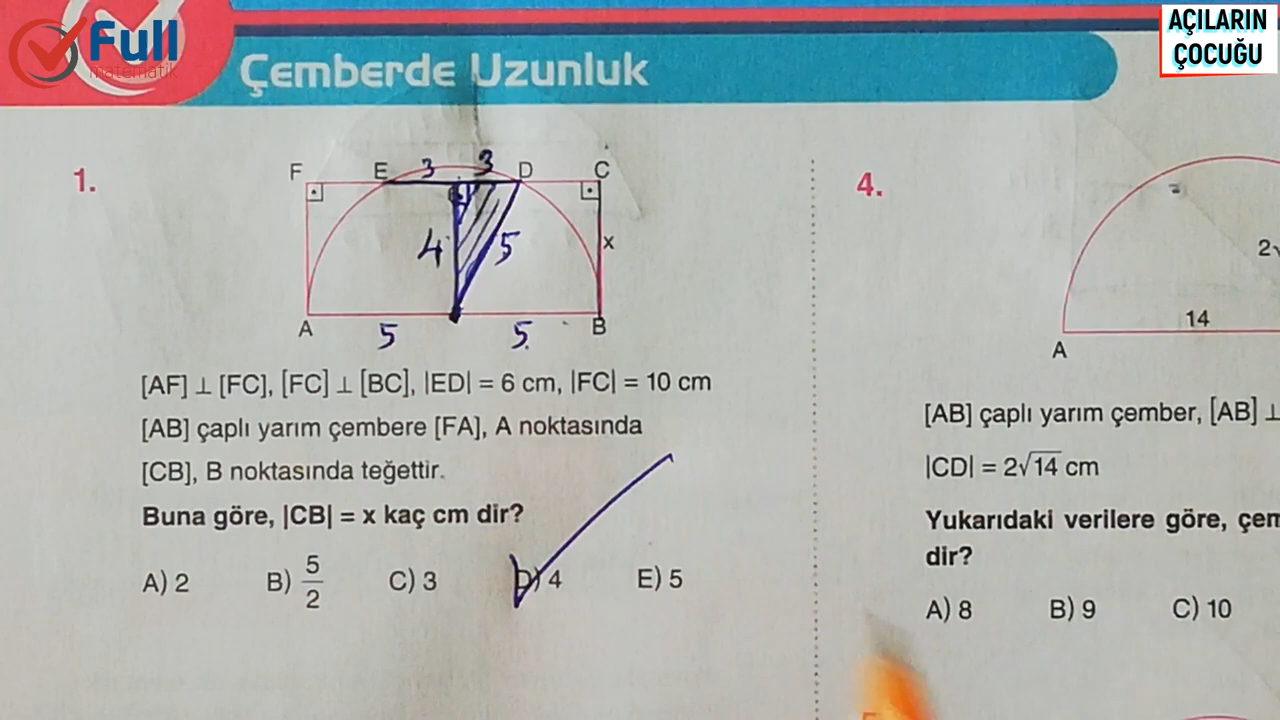 Full
matematik
AÇILARIN
ÇOCUĞU
Çemberde Uzunluk
1.
F E 3 3 D C
4 5 x
A 5 5 B
[AF] ⊥ [FC], [FC] ⊥ [BC], |ED| = 6 cm, |FC| = 10 cm
[AB] çaplı yarım çembere [FA], A noktasında
[CB], B noktasında teğettir.
Buna göre, |CB| = x kaç cm dir?
A) 2 B) 5/2 C) 3 D) 4 E) 5
4.
2√
14
A
[AB] çaplı yarım çember, [AB] ⊥
|CD| = 2√14 cm
Yukarıdaki verilere göre, çem
dir?
A) 8 B) 9 C) 10